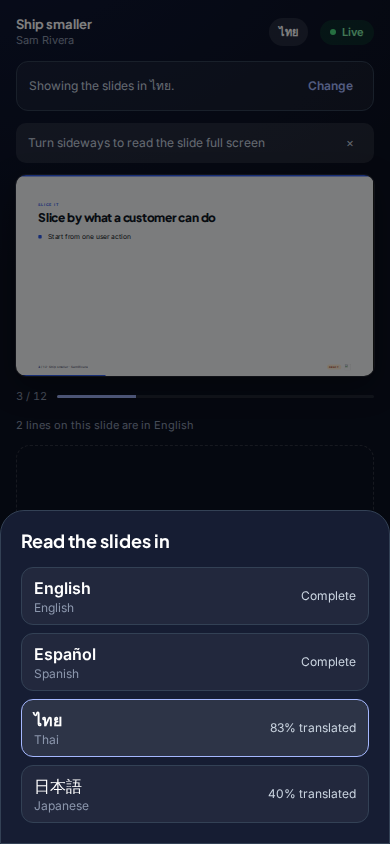 Ship smaller
Sam Rivera
ไทย
Live
Showing the slides in ไทย.
Change
Turn sideways to read the slide full screen
×
SLICE IT
Slice by what a customer can do
Start from one user action
3 / 12
2 lines on this slide are in English
Read the slides in
English
English
Complete
Español
Spanish
Complete
ไทย
Thai
83% translated
日本語
Japanese
40% translated